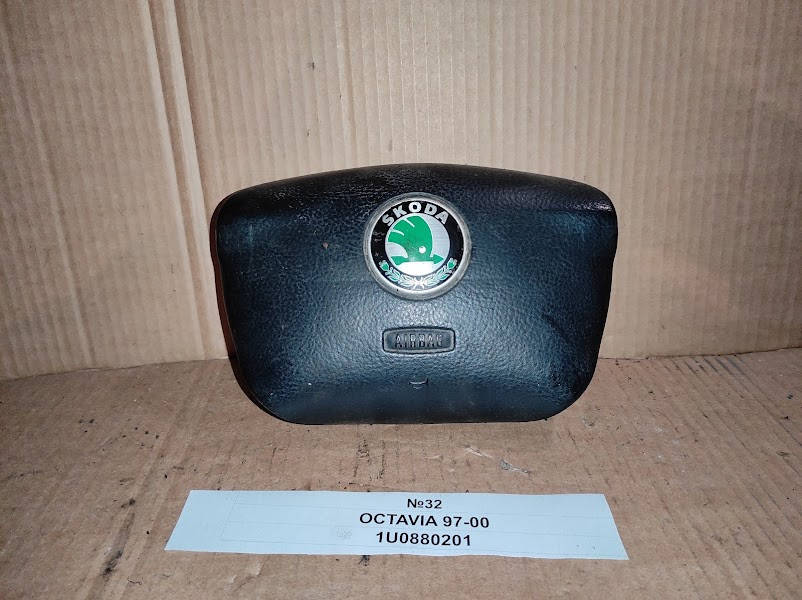 SKODA
AIRBAG
№32
OCTAVIA 97-00
1U0880201